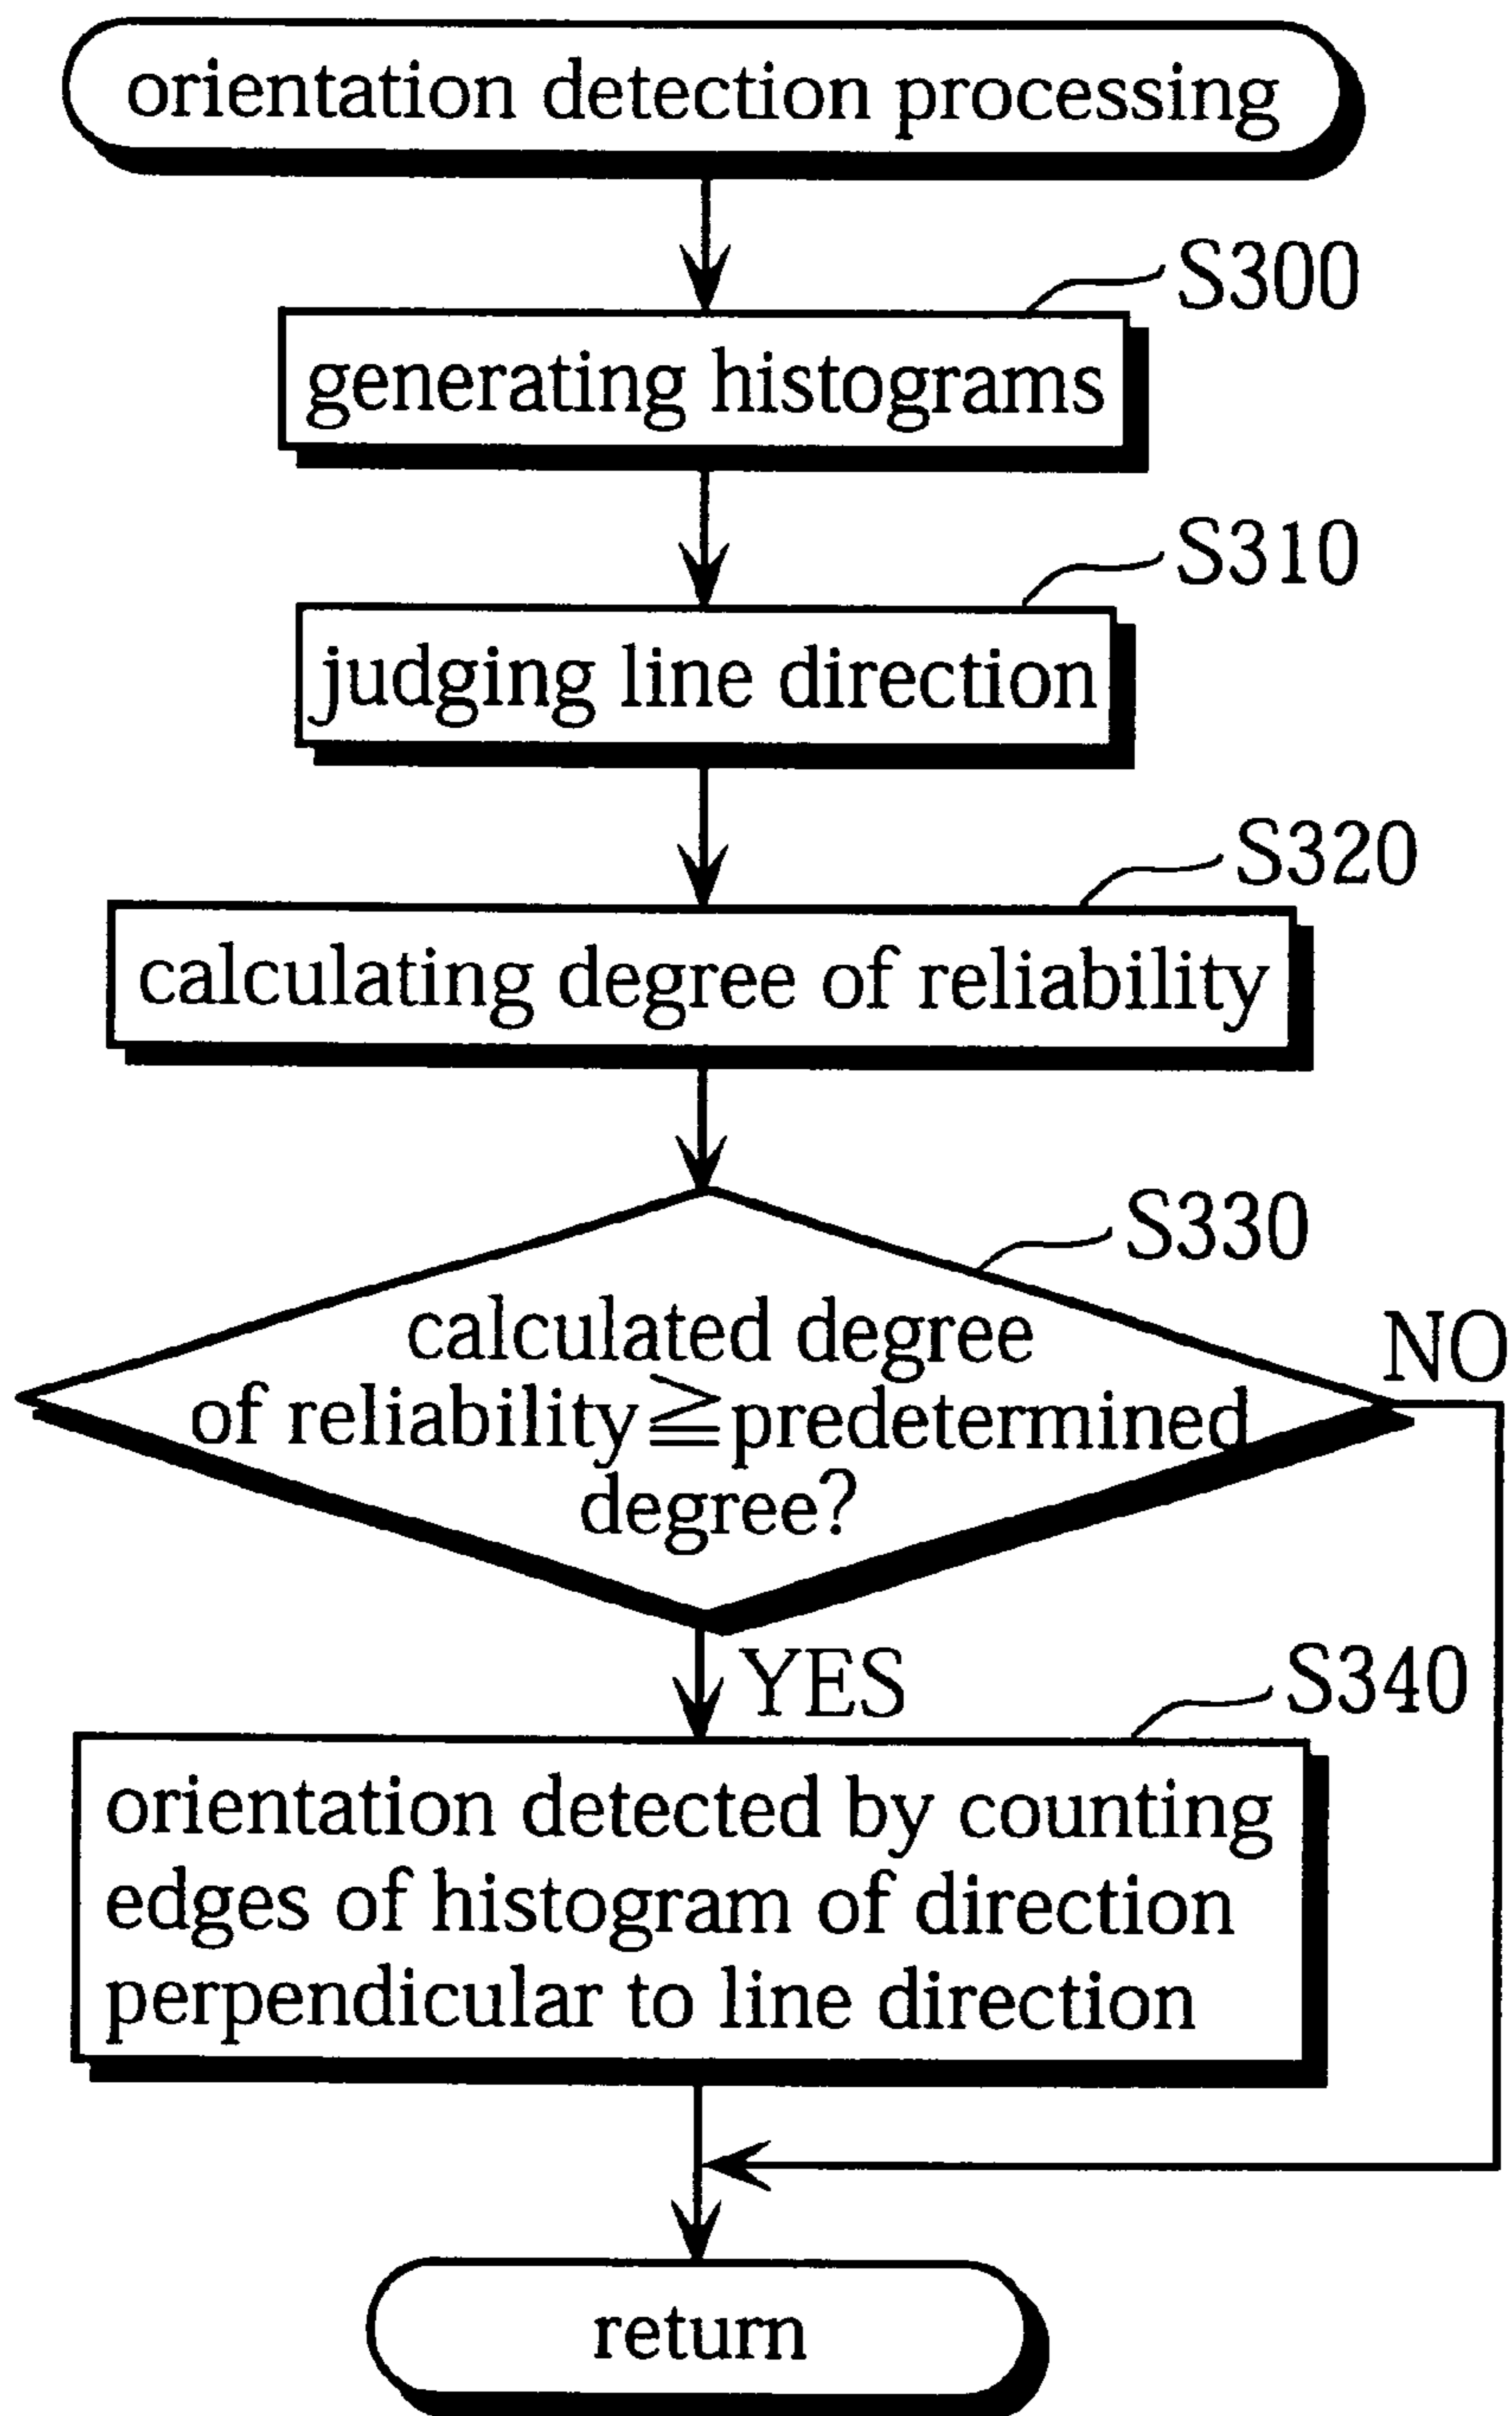 orientation detection processing
S300
generating histograms
S310
judging line direction
S320
calculating degree of reliability
S330
calculated degree
of reliability≧predetermined
degree?
NO
YES
S340
orientation detected by counting
edges of histogram of direction
perpendicular to line direction
return